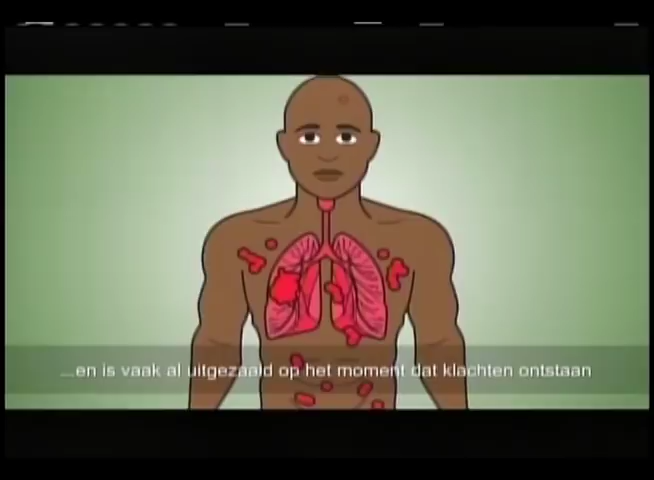 ...en is vaak al uitgezaaid op het moment dat klachten ontstaan